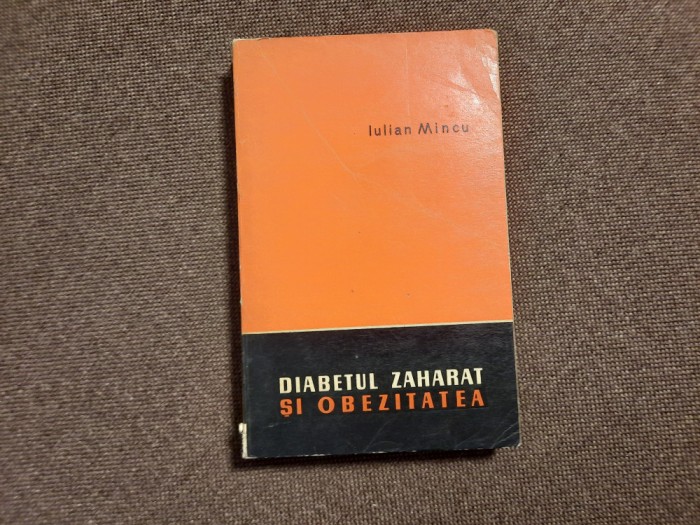 Iulian Mincu
DIABETUL ZAHARAT
ȘI OBEZITATEA